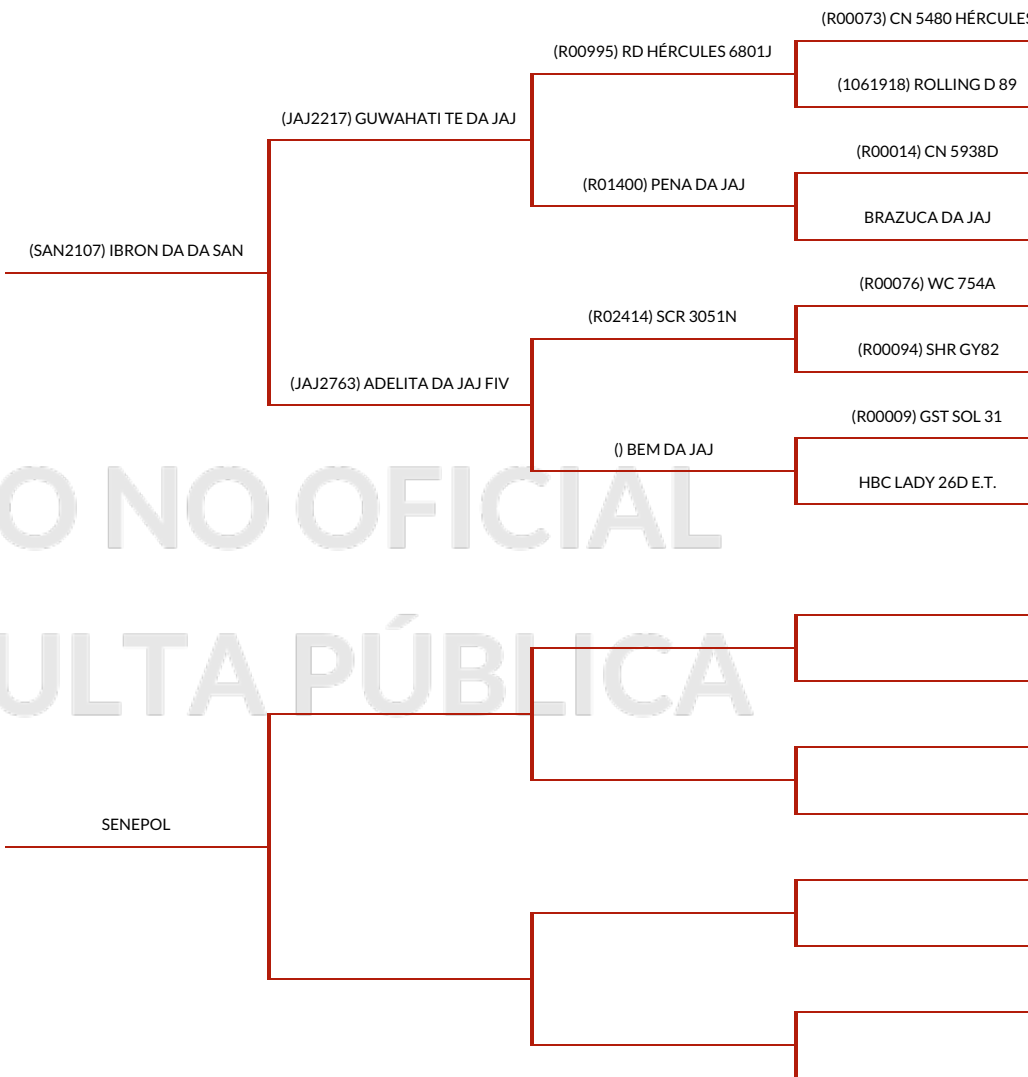 (R00073) CN 5480 HÉRCULES
(R00995) RD HÉRCULES 6801J
(1061918) ROLLING D 89
(JAJ2217) GUWAHATI TE DA JAJ
(R00014) CN 5938D
(R01400) PENA DA JAJ
BRAZUCA DA JAJ
(SAN2107) IBRON DA DA SAN
(R00076) WC 754A
(R02414) SCR 3051N
(R00094) SHR GY82
(JAJ2763) ADELITA DA JAJ FIV
(R00009) GST SOL 31
() BEM DA JAJ
HBC LADY 26D E.T.
O NO OFICIAL
ULTA PÚBLICA
SENEPOL